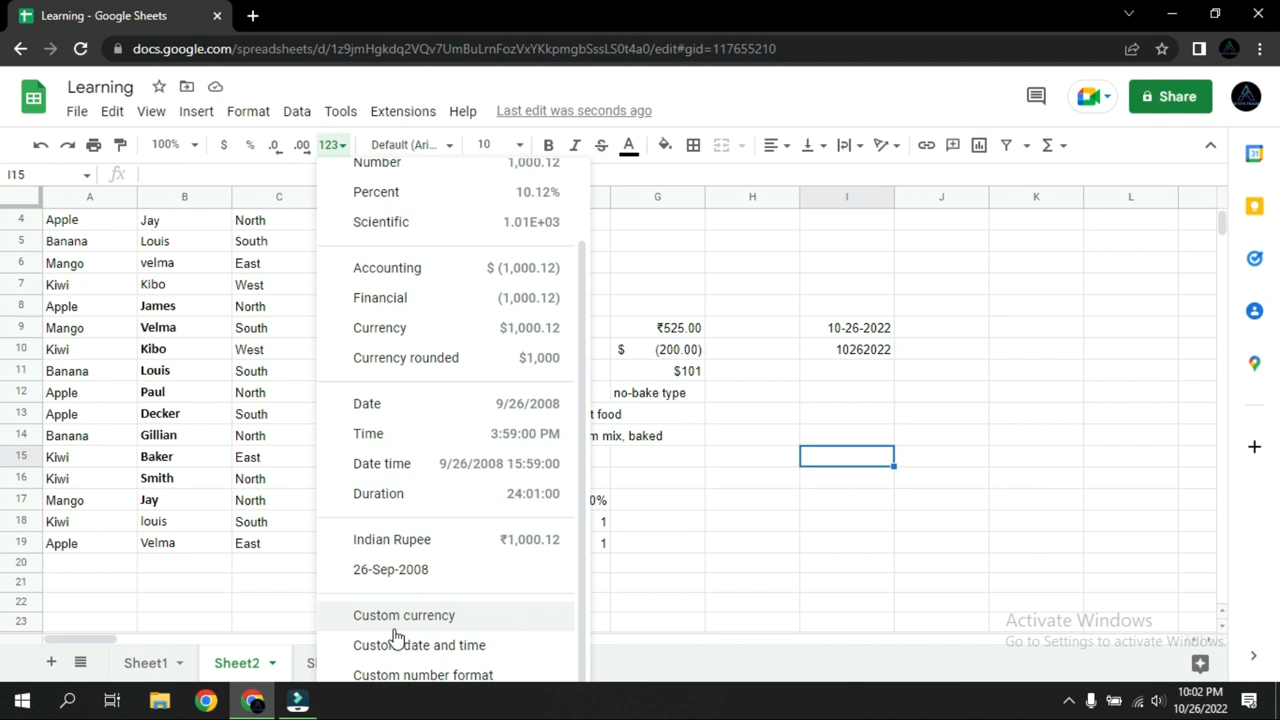 Learning - Google Sheets
docs.google.com/spreadsheets/d/1z9jmHgkdq2VQv7UmBuLrnFozVxYKkpmgbSssLS0t4a0/edit#gid=117655210
Learning
File Edit View Insert Format Data Tools Extensions Help Last edit was seconds ago
Share
100% $ % .0 .00 123 Default (Ari... 10 B I S A
I15 fx
A B C G H I J K L
Number 1,000.12
Percent 10.12%
Scientific 1.01E+03
Accounting $ (1,000.12)
Financial (1,000.12)
Currency $1,000.12
Currency rounded $1,000
Date 9/26/2008
Time 3:59:00 PM
Date time 9/26/2008 15:59:00
Duration 24:01:00
Indian Rupee ₹1,000.12
26-Sep-2008
Custom currency
Custom date and time
Custom number format
4 Apple Jay North
5 Banana Louis South
6 Mango velma East
7 Kiwi Kibo West
8 Apple James North
9 Mango Velma South ₹525.00 10-26-2022
10 Kiwi Kibo West $ (200.00) 10262022
11 Banana Louis South $101
12 Apple Paul North no-bake type
13 Apple Decker South t food
14 Banana Gillian North m mix, baked
15 Kiwi Baker East
16 Kiwi Smith North
17 Mango Jay North 0%
18 Kiwi louis South 1
19 Apple Velma East 1
20
21
22
23
Activate Windows
Go to Settings to activate Windows.
Sheet1 Sheet2 Sh
10:02 PM
10/26/2022